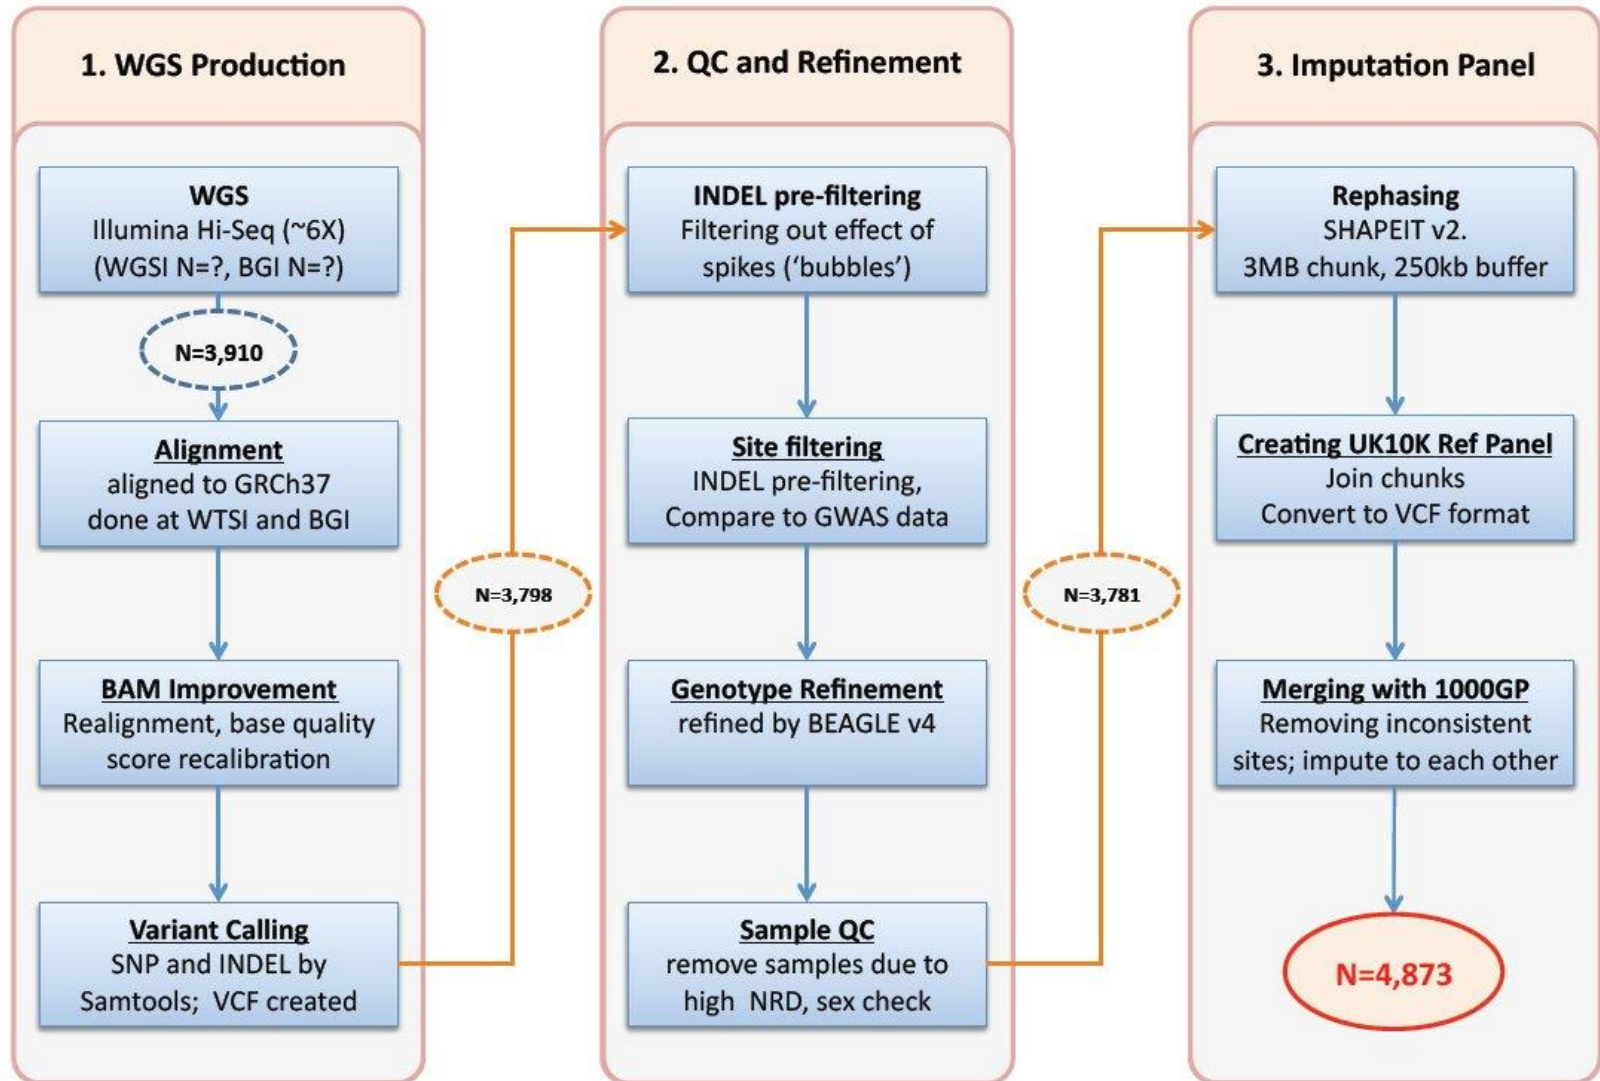 1. WGS Production
WGS
Illumina Hi-Seq (~6X)
(WGSI N=?, BGI N=?)
N=3,910
Alignment
aligned to GRCh37
done at WTSI and BGI
BAM Improvement
Realignment, base quality
score recalibration
Variant Calling
SNP and INDEL by
Samtools; VCF created
N=3,798
2. QC and Refinement
INDEL pre-filtering
Filtering out effect of
spikes (‘bubbles’)
Site filtering
INDEL pre-filtering,
Compare to GWAS data
Genotype Refinement
refined by BEAGLE v4
Sample QC
remove samples due to
high NRD, sex check
N=3,781
3. Imputation Panel
Rephasing
SHAPEIT v2.
3MB chunk, 250kb buffer
Creating UK10K Ref Panel
Join chunks
Convert to VCF format
Merging with 1000GP
Removing inconsistent
sites; impute to each other
N=4,873